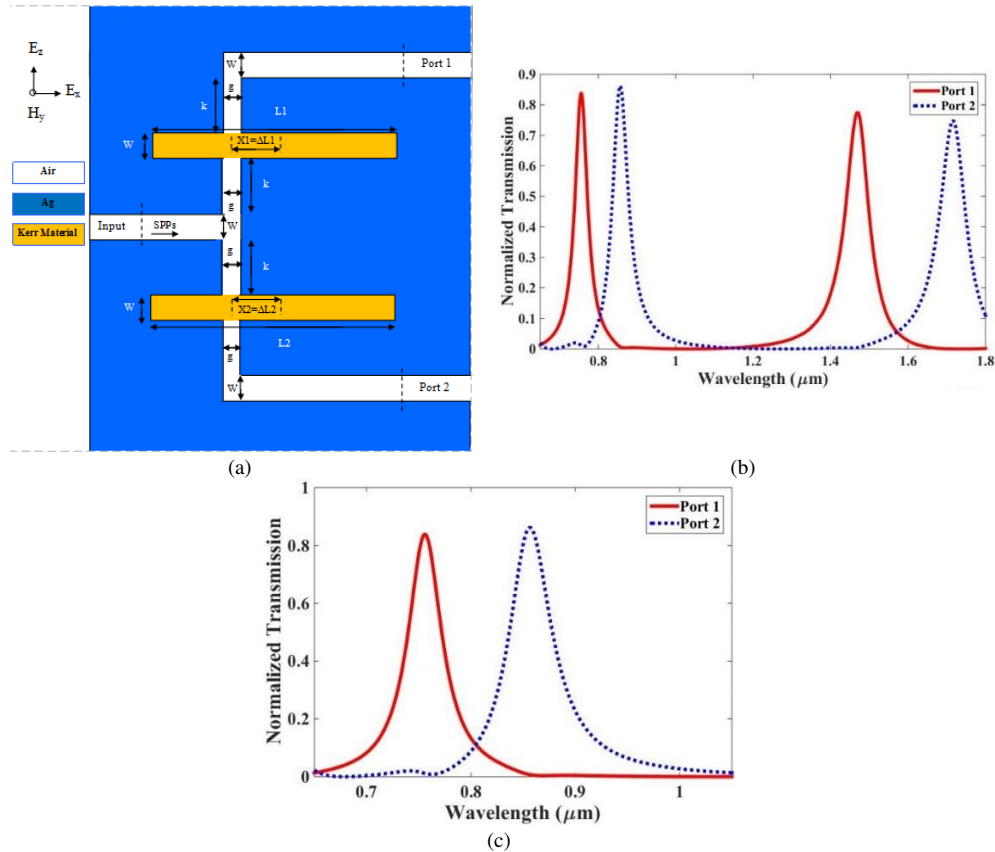 E_z
E_x
H_y
Air
Ag
Kerr Material
W
Port 1
g
k
L1
W
X1=ΔL1
k
g
Input
SPPs
W
g
k
W
X2=ΔL2
L2
g
W
Port 2
(a)
Normalized Transmission
0.9
0.8
0.7
0.6
0.5
0.4
0.3
0.2
0.1
0
0.8
1
1.2
1.4
1.6
1.8
Wavelength (μm)
Port 1
Port 2
(b)
Normalized Transmission
1
0.8
0.6
0.4
0.2
0
0.7
0.8
0.9
1
Wavelength (μm)
Port 1
Port 2
(c)